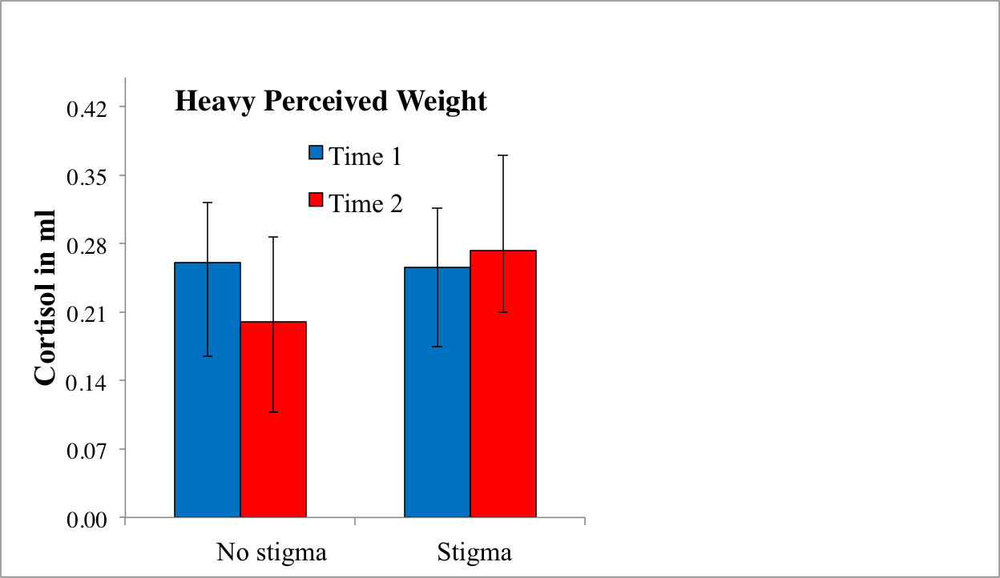 Heavy Perceived Weight
Time 1
Time 2
Cortisol in ml
0.42
0.35
0.28
0.21
0.14
0.07
0.00
No stigma
Stigma